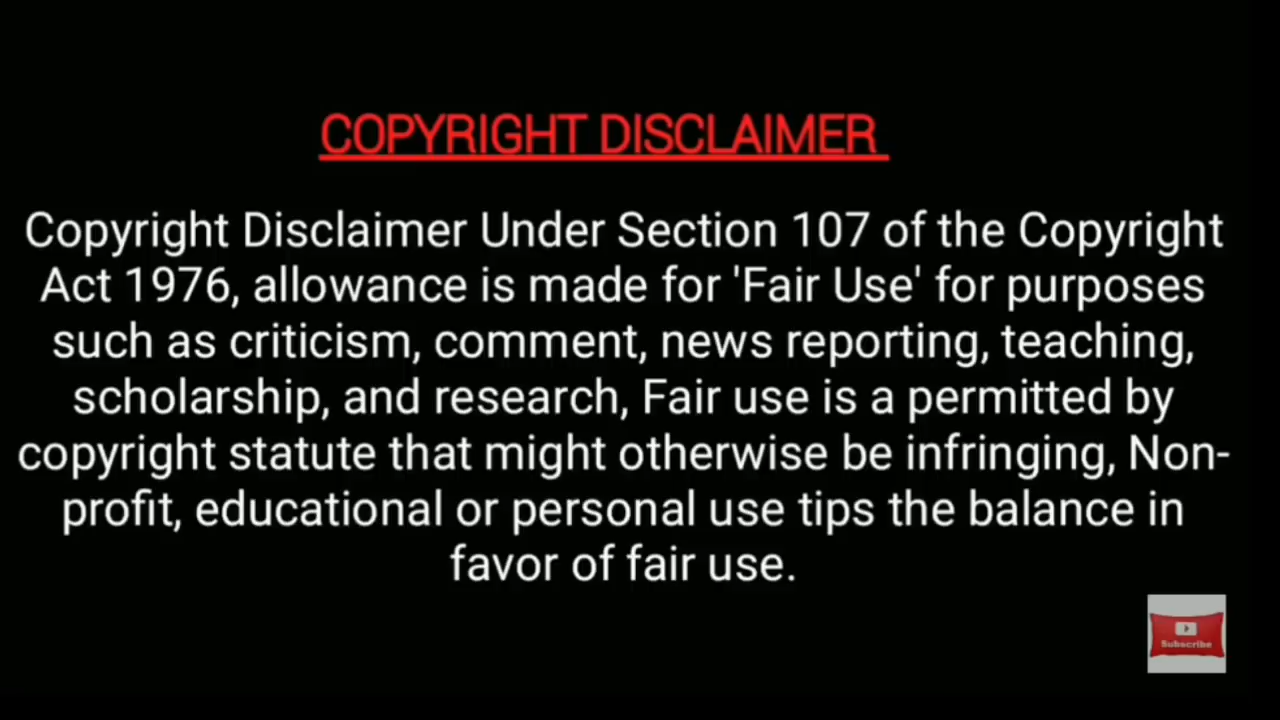 COPYRIGHT DISCLAIMER
Copyright Disclaimer Under Section 107 of the Copyright
Act 1976, allowance is made for 'Fair Use' for purposes
such as criticism, comment, news reporting, teaching,
scholarship, and research, Fair use is a permitted by
copyright statute that might otherwise be infringing, Non-
profit, educational or personal use tips the balance in
favor of fair use.
Subscribe